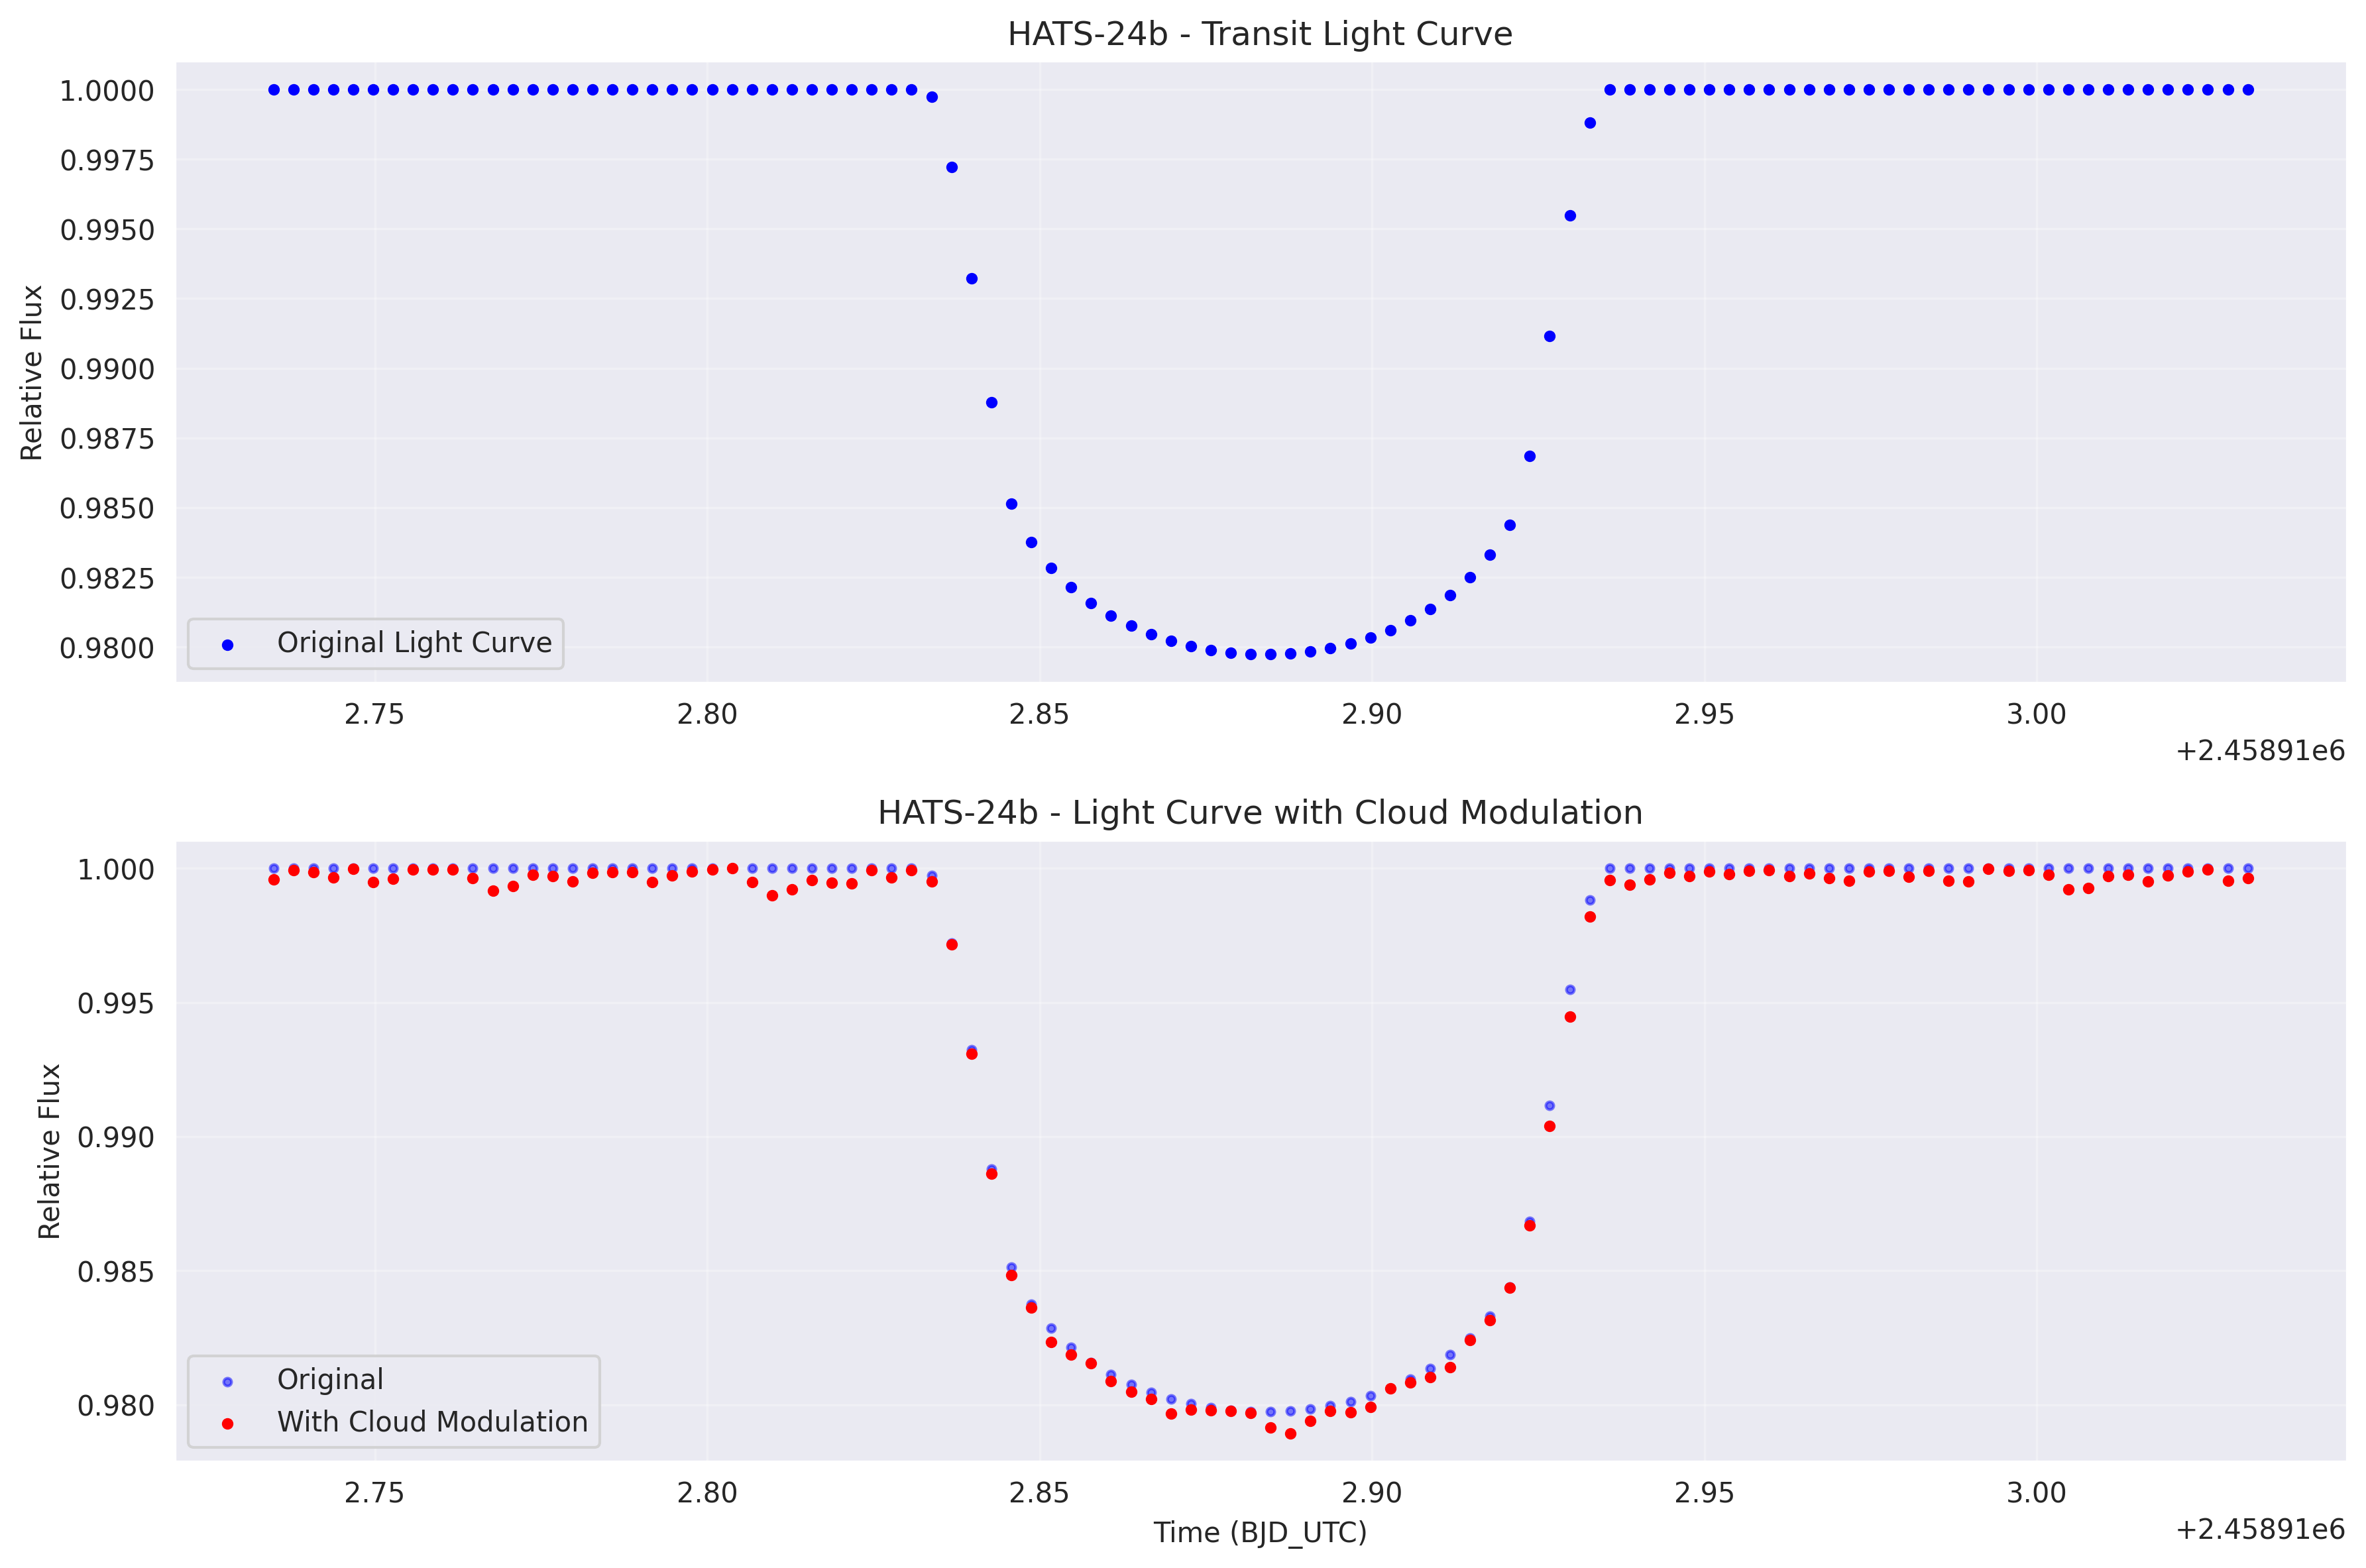 HATS-24b - Transit Light Curve
Relative Flux
1.0000
0.9975
0.9950
0.9925
0.9900
0.9875
0.9850
0.9825
0.9800
Original Light Curve
2.75 2.80 2.85 2.90 2.95 3.00
+2.45891e6
HATS-24b - Light Curve with Cloud Modulation
Relative Flux
1.000
0.995
0.990
0.985
0.980
Original
With Cloud Modulation
2.75 2.80 2.85 2.90 2.95 3.00
Time (BJD_UTC)
+2.45891e6